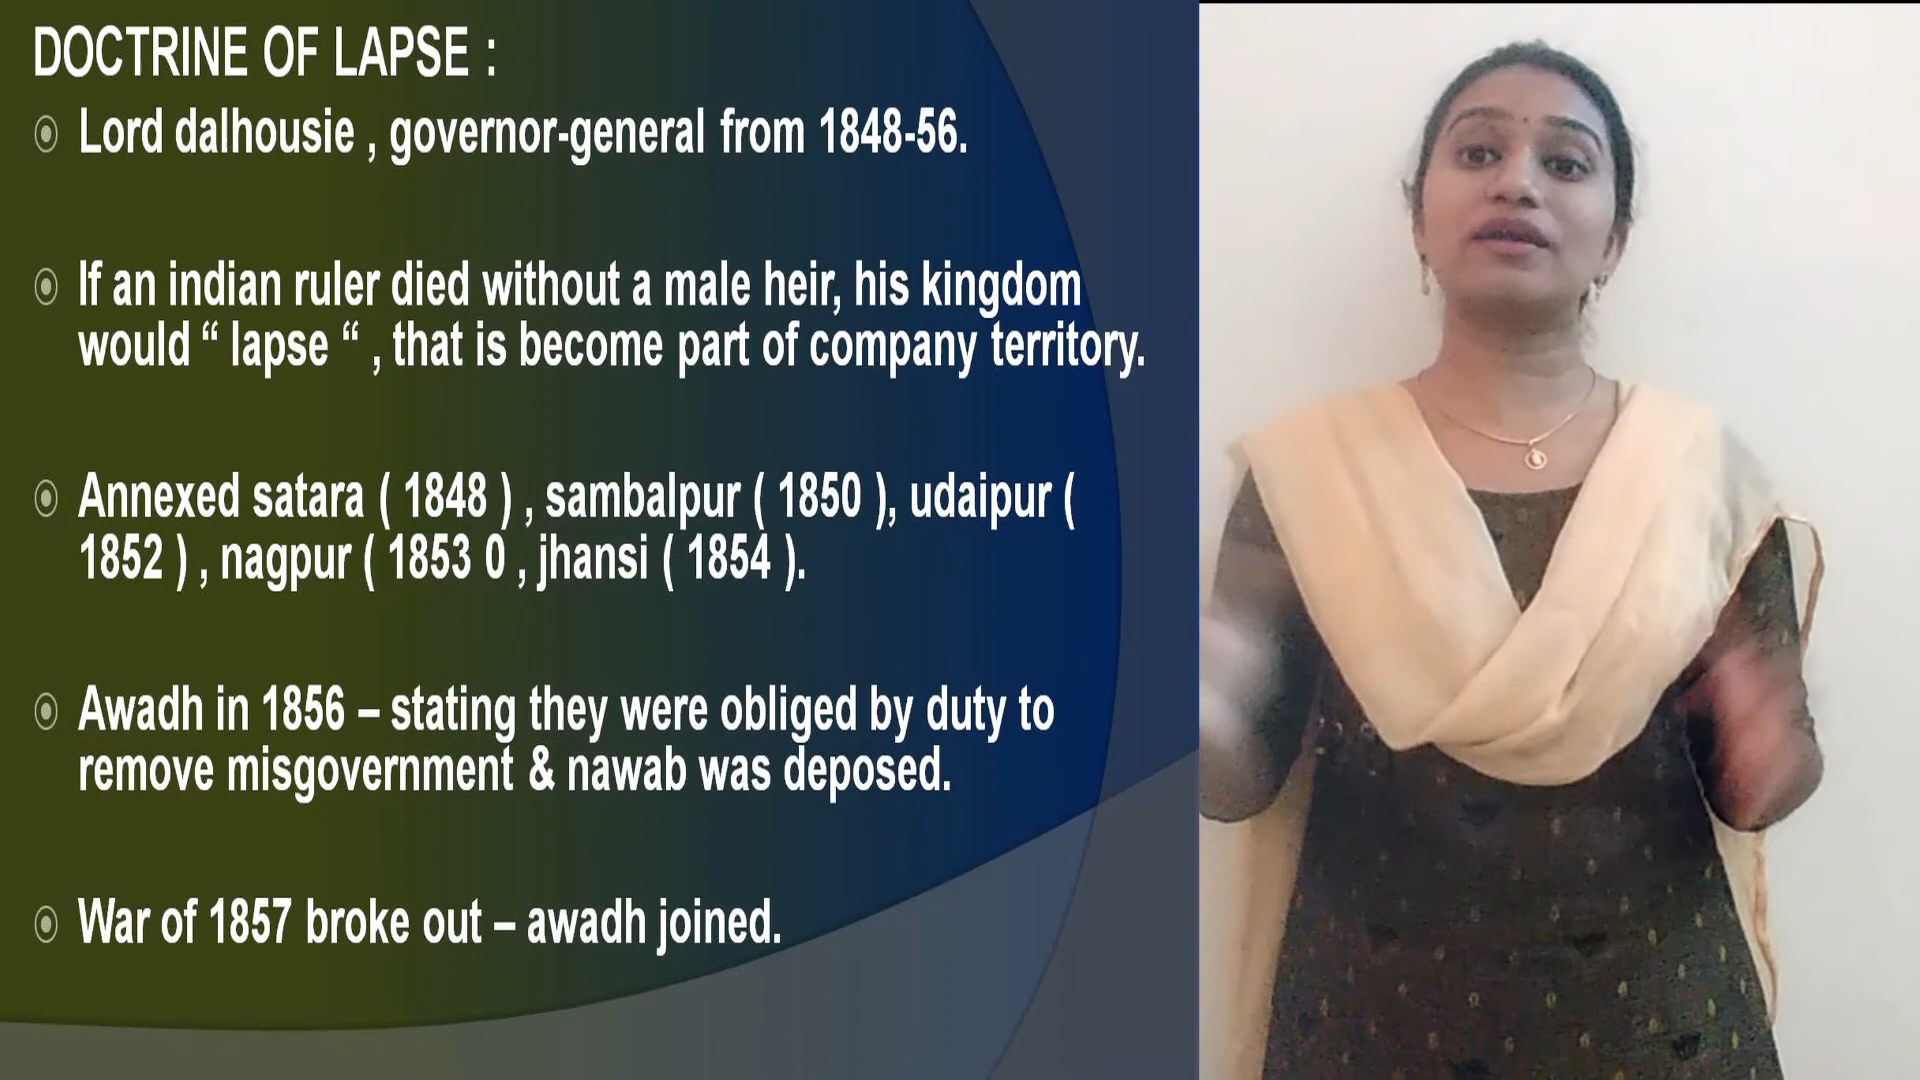 DOCTRINE OF LAPSE :
Lord dalhousie , governor-general from 1848-56.
If an indian ruler died without a male heir, his kingdom
would “ lapse “ , that is become part of company territory.
Annexed satara ( 1848 ) , sambalpur ( 1850 ), udaipur (
1852 ) , nagpur ( 1853 0 , jhansi ( 1854 ).
Awadh in 1856 – stating they were obliged by duty to
remove misgovernment & nawab was deposed.
War of 1857 broke out – awadh joined.